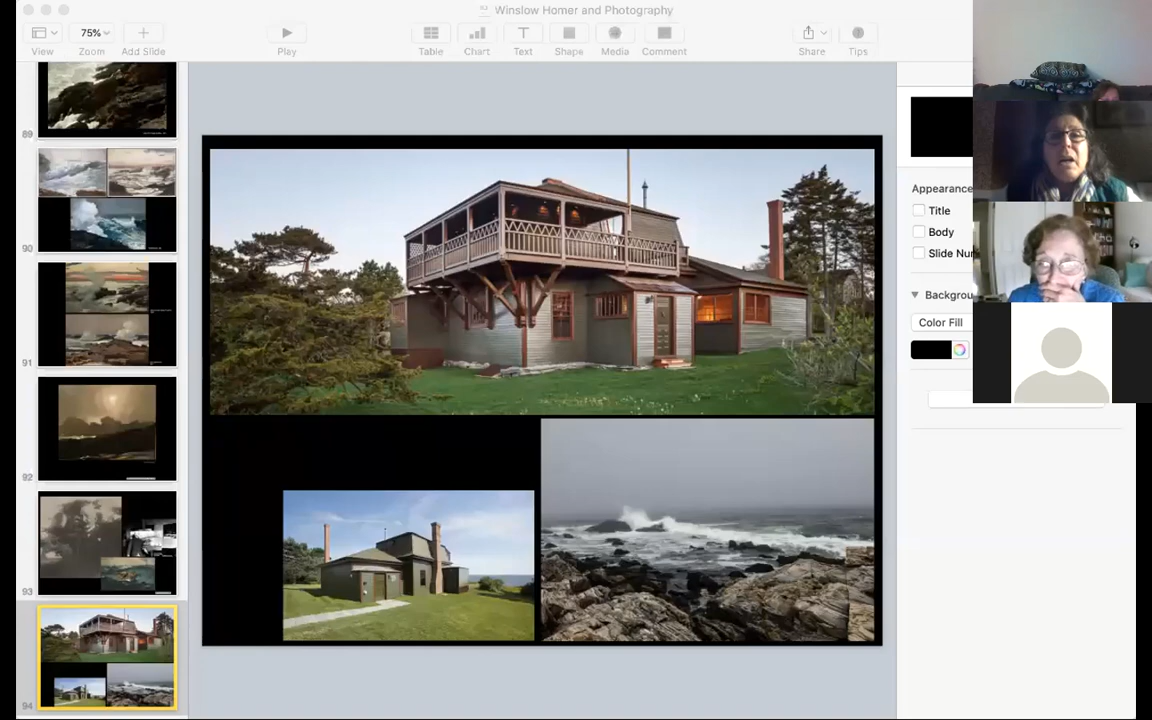 Winslow Homer and Photography
75%
View
Zoom
Add Slide
Play
Table
Chart
Text
Shape
Media
Comment
Share
Tips
89
90
91
92
93
94
Appearance
Title
Body
Slide Num
Backgrou
Color Fill